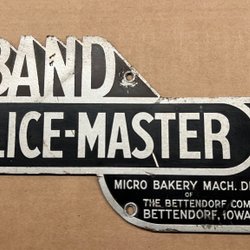 BAND
LICE-MASTER
MICRO BAKERY MACH. D
OF
THE BETTENDORF COM
BETTENDORF, IOWA